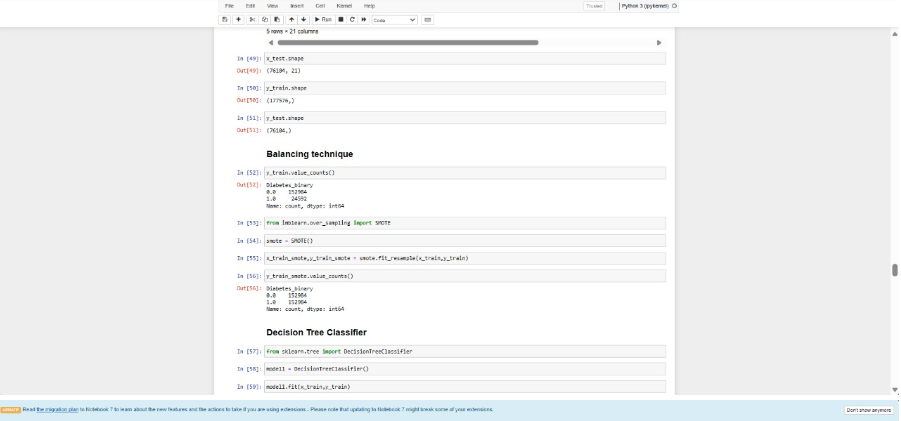 File Edit View Insert Cell Kernel Help
Trusted Python 3 (ipykernel)
Run Code
5 rows × 21 columns
In [49]: x_test.shape
Out[49]: (76104, 21)
In [50]: y_train.shape
Out[50]: (177576,)
In [51]: y_test.shape
Out[51]: (76104,)
Balancing technique
In [52]: y_train.value_counts()
Out[52]: Diabetes_binary
0.0 152984
1.0 24592
Name: count, dtype: int64
In [53]: from imblearn.over_sampling import SMOTE
In [54]: smote = SMOTE()
In [55]: x_train_smote,y_train_smote = smote.fit_resample(x_train,y_train)
In [56]: y_train_smote.value_counts()
Out[56]: Diabetes_binary
0.0 152984
1.0 152984
Name: count, dtype: int64
Decision Tree Classifier
In [57]: from sklearn.tree import DecisionTreeClassifier
In [58]: model1 = DecisionTreeClassifier()
In [59]: model1.fit(x_train,y_train)
UPDATE Read the migration plan to Notebook 7 to learn about the new features and the actions to take if you are using extensions - Please note that updating to Notebook 7 might break some of your extensions. Don't show anymore